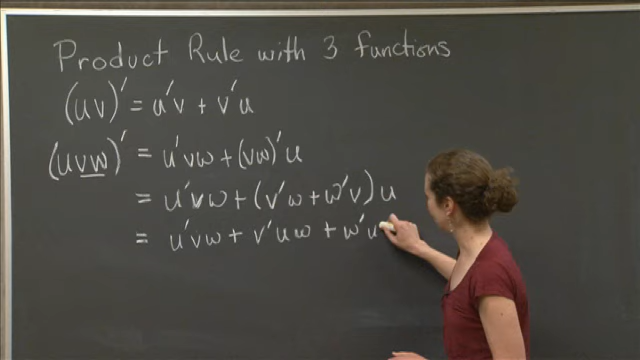 Product Rule with 3 functions
(uv)' = u'v + v'u
(uvw)' = u'vw + (vw)'u
= u'vw + (v'w + w'v)u
= u'vw + v'uw + w'u